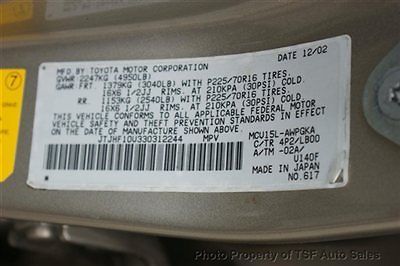 MFD BY TOYOTA MOTOR CORPORATION DATE 12/02
GVWR 2247KG (4950LB)
GAWR FRT 1379KG (3040LB) WITH P225/70R16 TIRES.
16X6 1/2JJ RIMS. AT 210KPA (30PSI) COLD.
RR. 1153KG (2540LB) WITH P225/70R16 TIRES.
16X6 1/2JJ RIMS. AT 210KPA (30PSI) COLD.
THIS VEHICLE CONFORMS TO ALL APPLICABLE FEDERAL MOTOR
VEHICLE SAFETY STANDARDS IN EFFECT ON THE
DATE OF MANUFACTURE SHOWN ABOVE.
JTJHF10U330312244 MPV MCU15L-AWPGKA
C/TR 4P2/LB00
A/TM -02A/
U140F
MADE IN JAPAN
NO.617
7
Photo Property of TSF Auto Sales